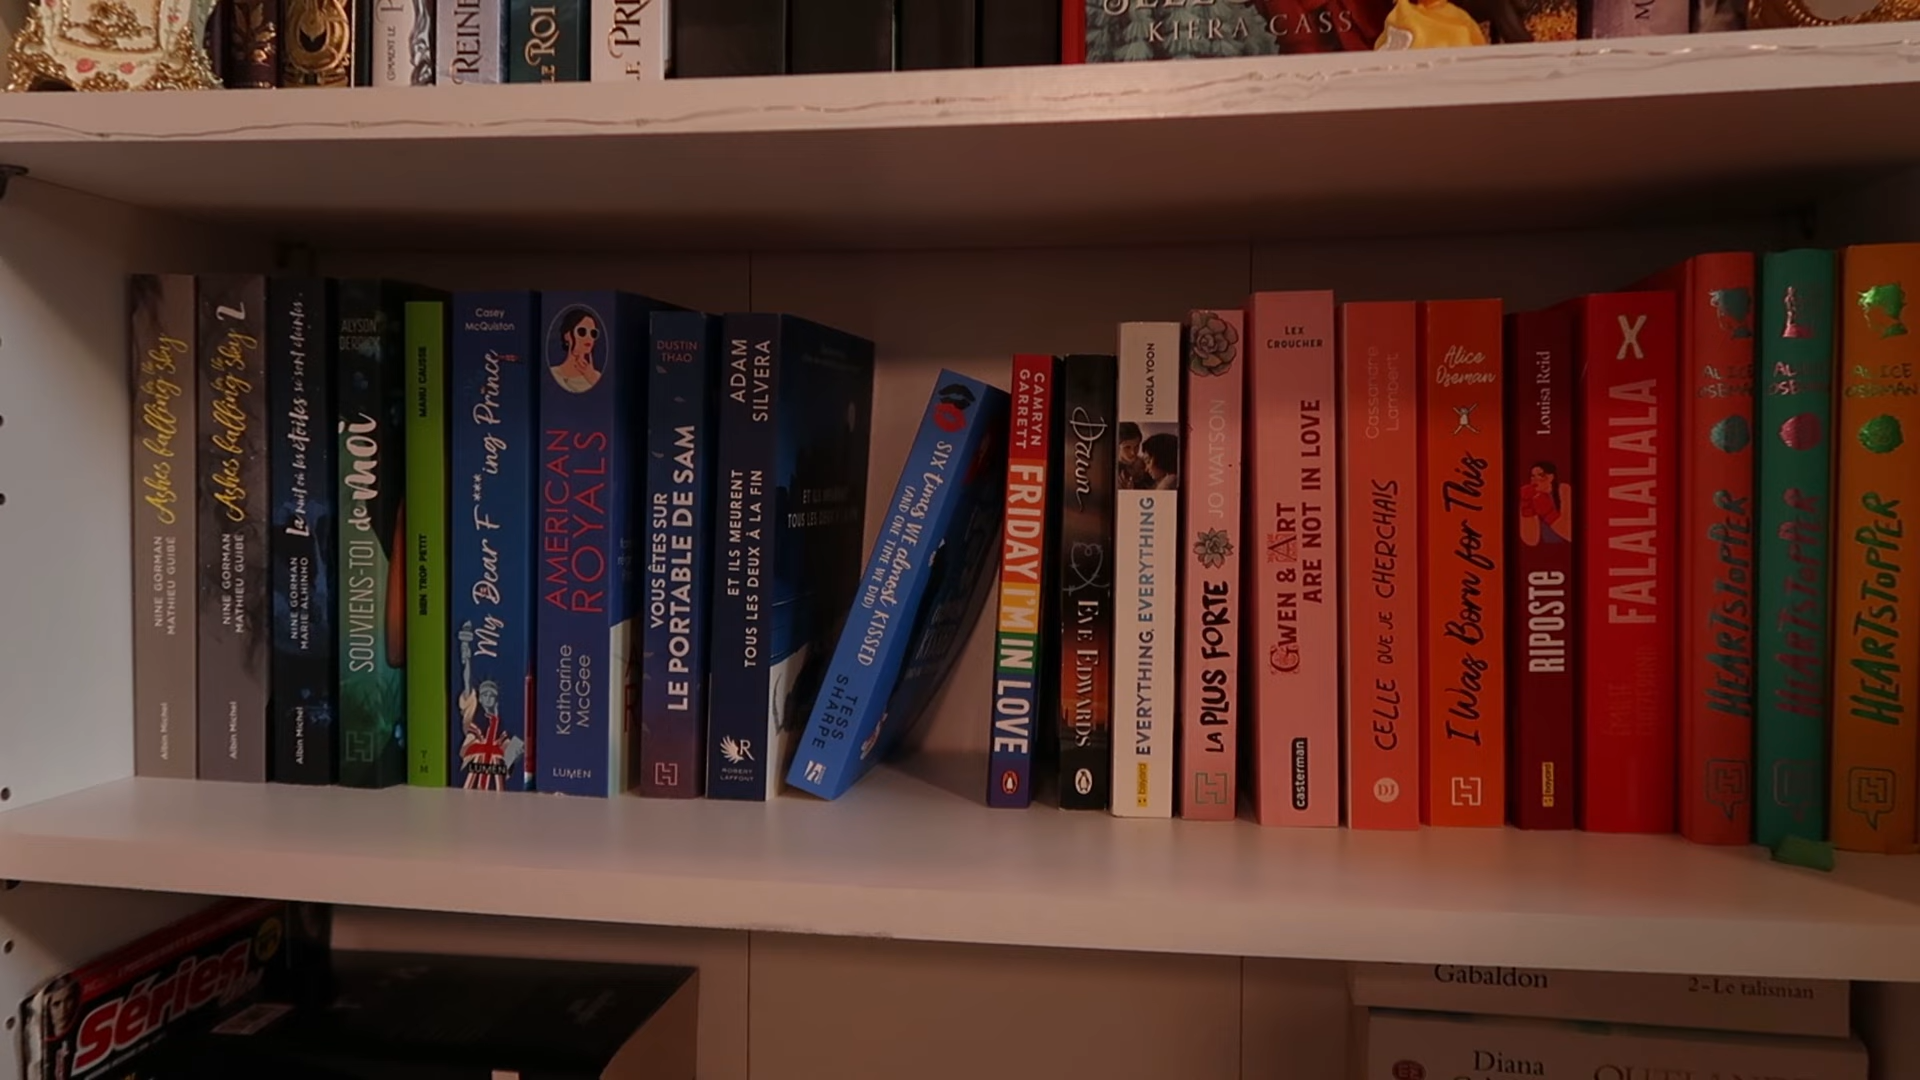 COMMENT LE
REINE
LE ROI
LE PRI
KIERA CASS
Ashes falling for the sky
NINE GORMAN
MATHIEU GUIBÉ
Albin Michel
Ashes falling for the sky 2
NINE GORMAN
MATHIEU GUIBÉ
Albin Michel
La nuit où les étoiles se sont éteintes
NINE GORMAN
MARIE ALHINHO
Albin Michel
ALYSON
DERRICK
SOUVIENS-TOI de moi
MANU CAUSSE
BIEN TROP PETIT
T M
Casey
McQuiston
My Dear F***ing Prince
LUMEN
AMERICAN
ROYALS
Katharine
McGee
LUMEN
DUSTIN
THAO
VOUS ÊTES SUR
LE PORTABLE DE SAM
ADAM
SILVERA
ET ILS MEURENT
TOUS LES DEUX À LA FIN
ROBERT
LAFFONT
SIX times WE almost KISSED
(AND ONE TIME WE DID)
TESS
SHARPE
CAMRYN
GARRETT
FRIDAY I'M IN LOVE
Dawn
EVE EDWARDS
NICOLA YOON
EVERYTHING, EVERYTHING
bayard
JO WATSON
LA PLUS FORTE
LEX
CROUCHER
GWEN & ART
ARE NOT IN LOVE
casterman
Cassandre
Lambert
CELLE QUE JE CHERCHAIS
DJ
Alice
Oseman
I Was Born for This
Louisa Reid
RIPOSTE
bayard
FALALALA
X
ALICE
OSEMAN
HEARTSTOPPER
ALICE
OSEMAN
HEARTSTOPPER
ALICE
OSEMAN
HEARTSTOPPER
Séries
Gabaldon
2-Le talisman
Diana